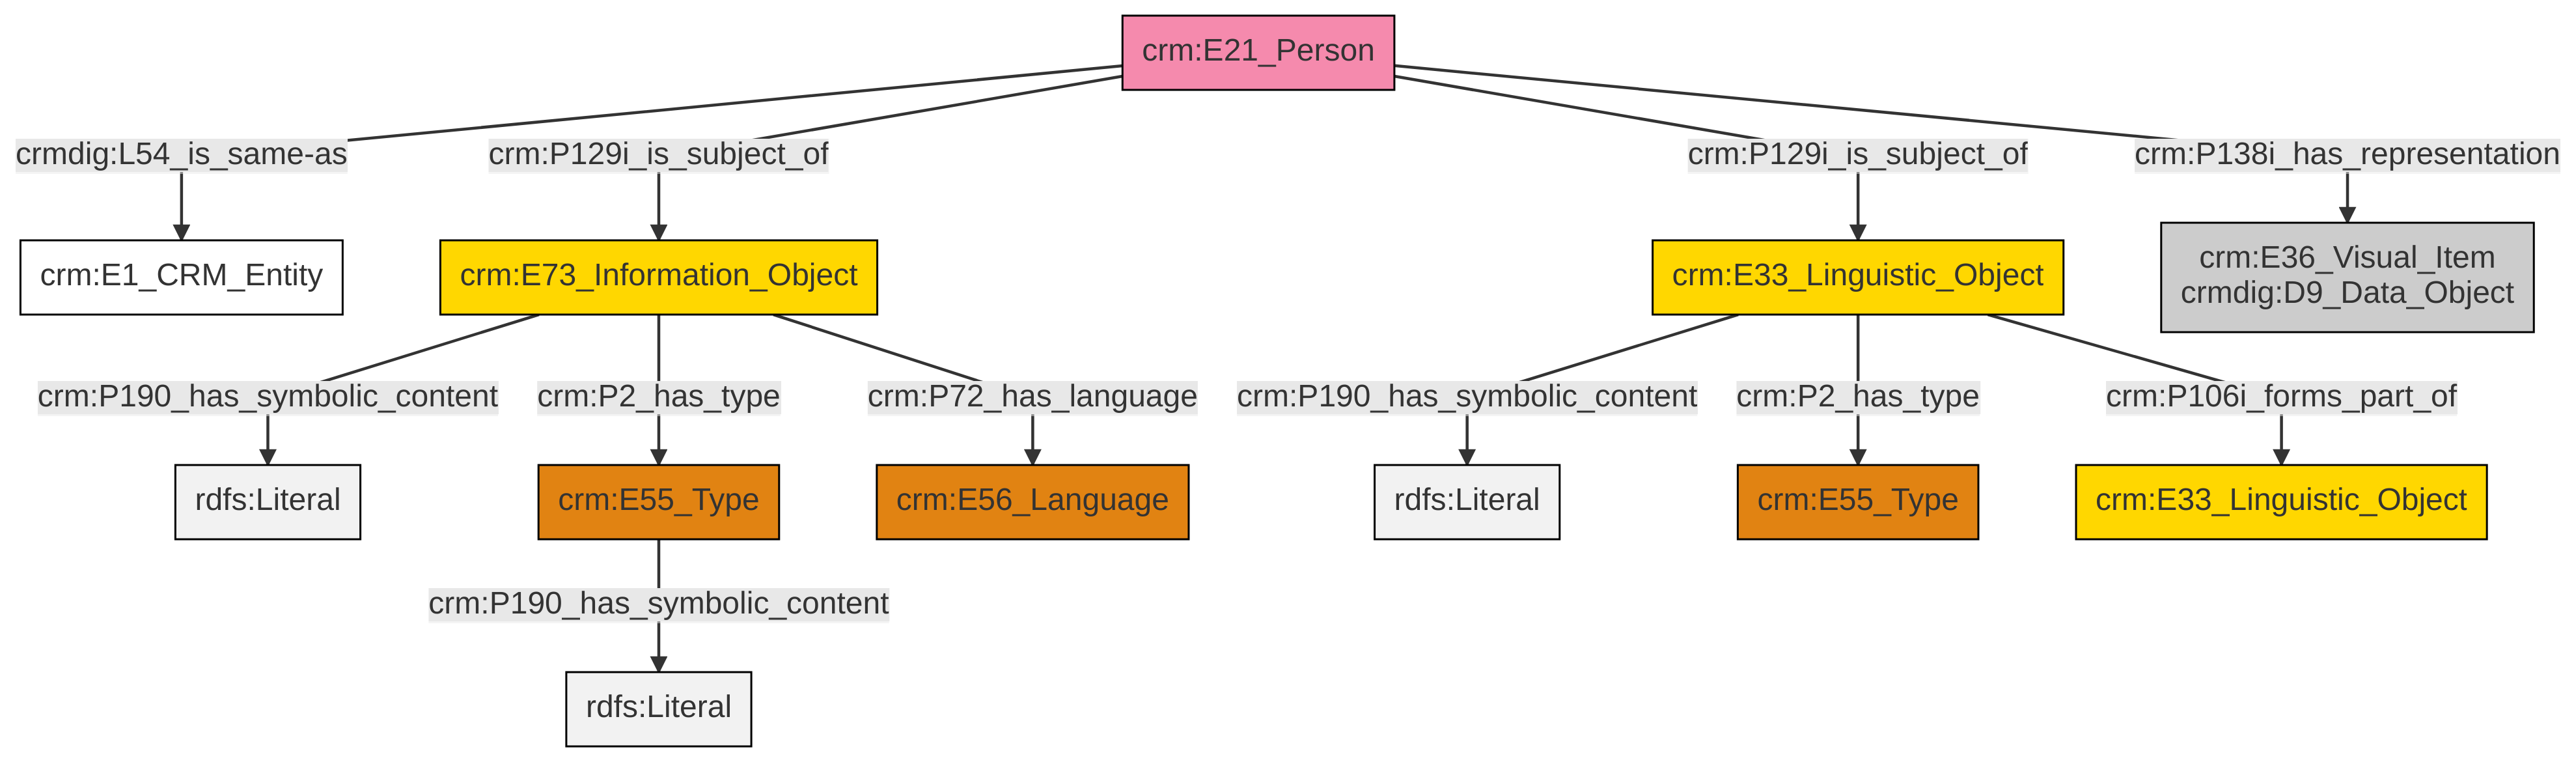 crm:E21_Person
crmdig:L54_is_same-as
crm:P129i_is_subject_of
crm:P129i_is_subject_of
crm:P138i_has_representation
crm:E1_CRM_Entity
crm:E73_Information_Object
crm:E33_Linguistic_Object
crm:E36_Visual_Item
crmdig:D9_Data_Object
crm:P190_has_symbolic_content
crm:P2_has_type
crm:P72_has_language
crm:P190_has_symbolic_content
crm:P2_has_type
crm:P106i_forms_part_of
rdfs:Literal
crm:E55_Type
crm:E56_Language
rdfs:Literal
crm:E55_Type
crm:E33_Linguistic_Object
crm:P190_has_symbolic_content
rdfs:Literal